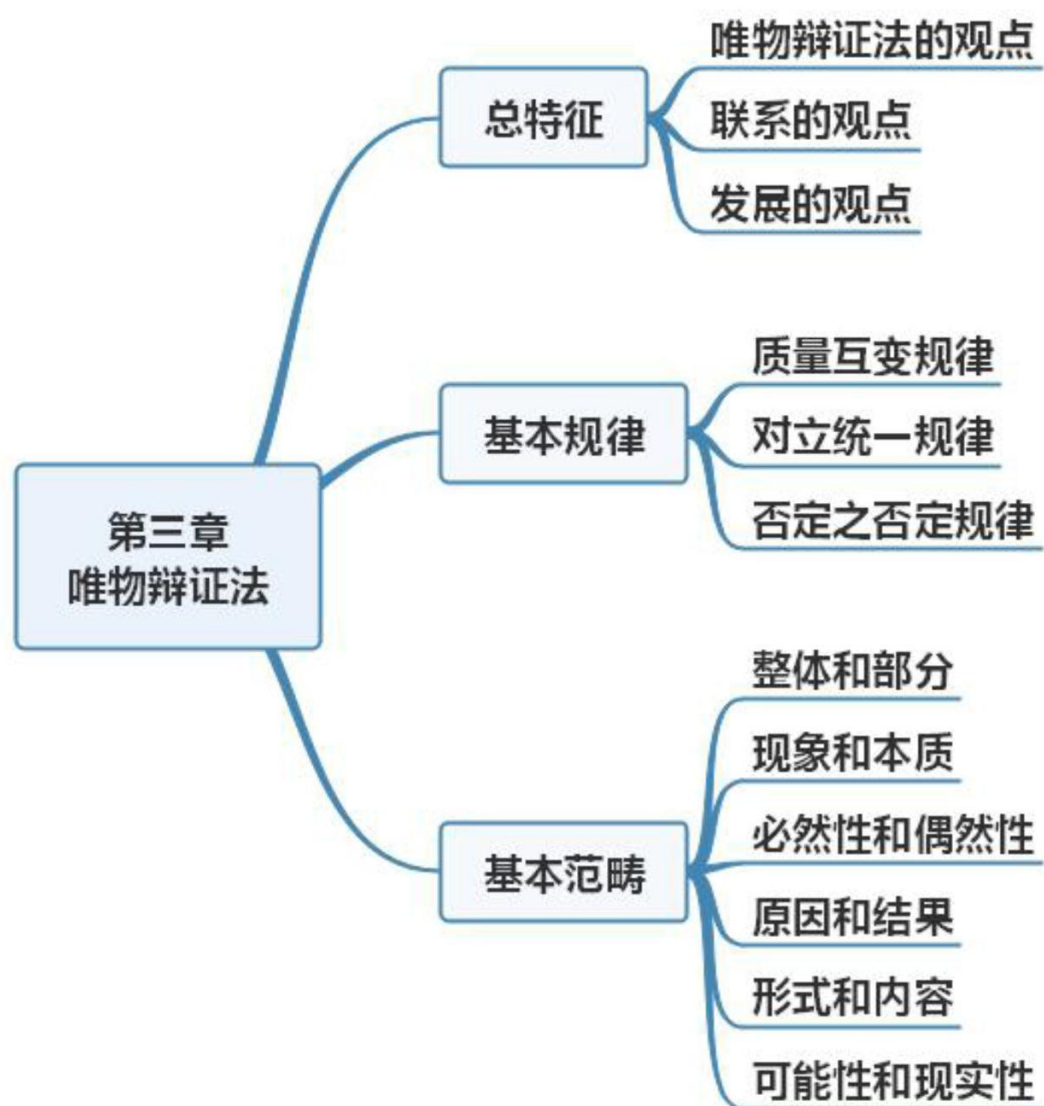 第三章
唯物辩证法
总特征
唯物辩证法的观点
联系的观点
发展的观点
基本规律
质量互变规律
对立统一规律
否定之否定规律
基本范畴
整体和部分
现象和本质
必然性和偶然性
原因和结果
形式和内容
可能性和现实性